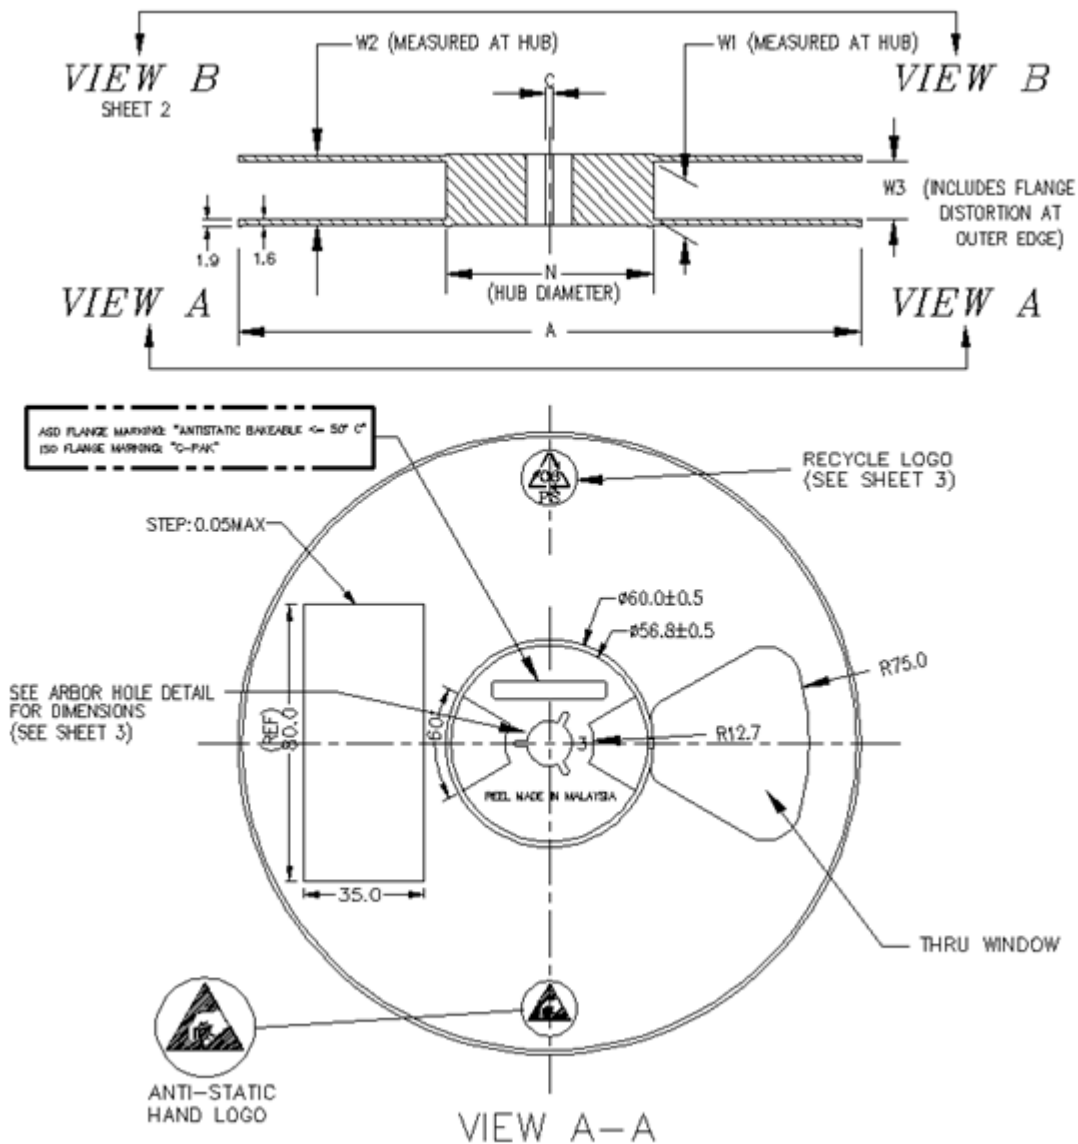 W2 (MEASURED AT HUB)
W1 (MEASURED AT HUB)
VIEW B
SHEET 2
C
VIEW B
W3 (INCLUDES FLANGE
DISTORTION AT
OUTER EDGE)
1.9
1.6
N
(HUB DIAMETER)
VIEW A
VIEW A
A
ASD FLANGE MARKING: "ANTISTATIC BAKEABLE <= 50° C"
ISD FLANGE MARKING: "C-PAK"
RECYCLE LOGO
(SEE SHEET 3)
PS
STEP:0.05MAX
ø60.0±0.5
ø56.8±0.5
R75.0
SEE ARBOR HOLE DETAIL
FOR DIMENSIONS
(SEE SHEET 3)
(REF)
80.0
60°
3
R12.7
REEL MADE IN MALAYSIA
35.0
THRU WINDOW
ANTI-STATIC
HAND LOGO
VIEW A-A